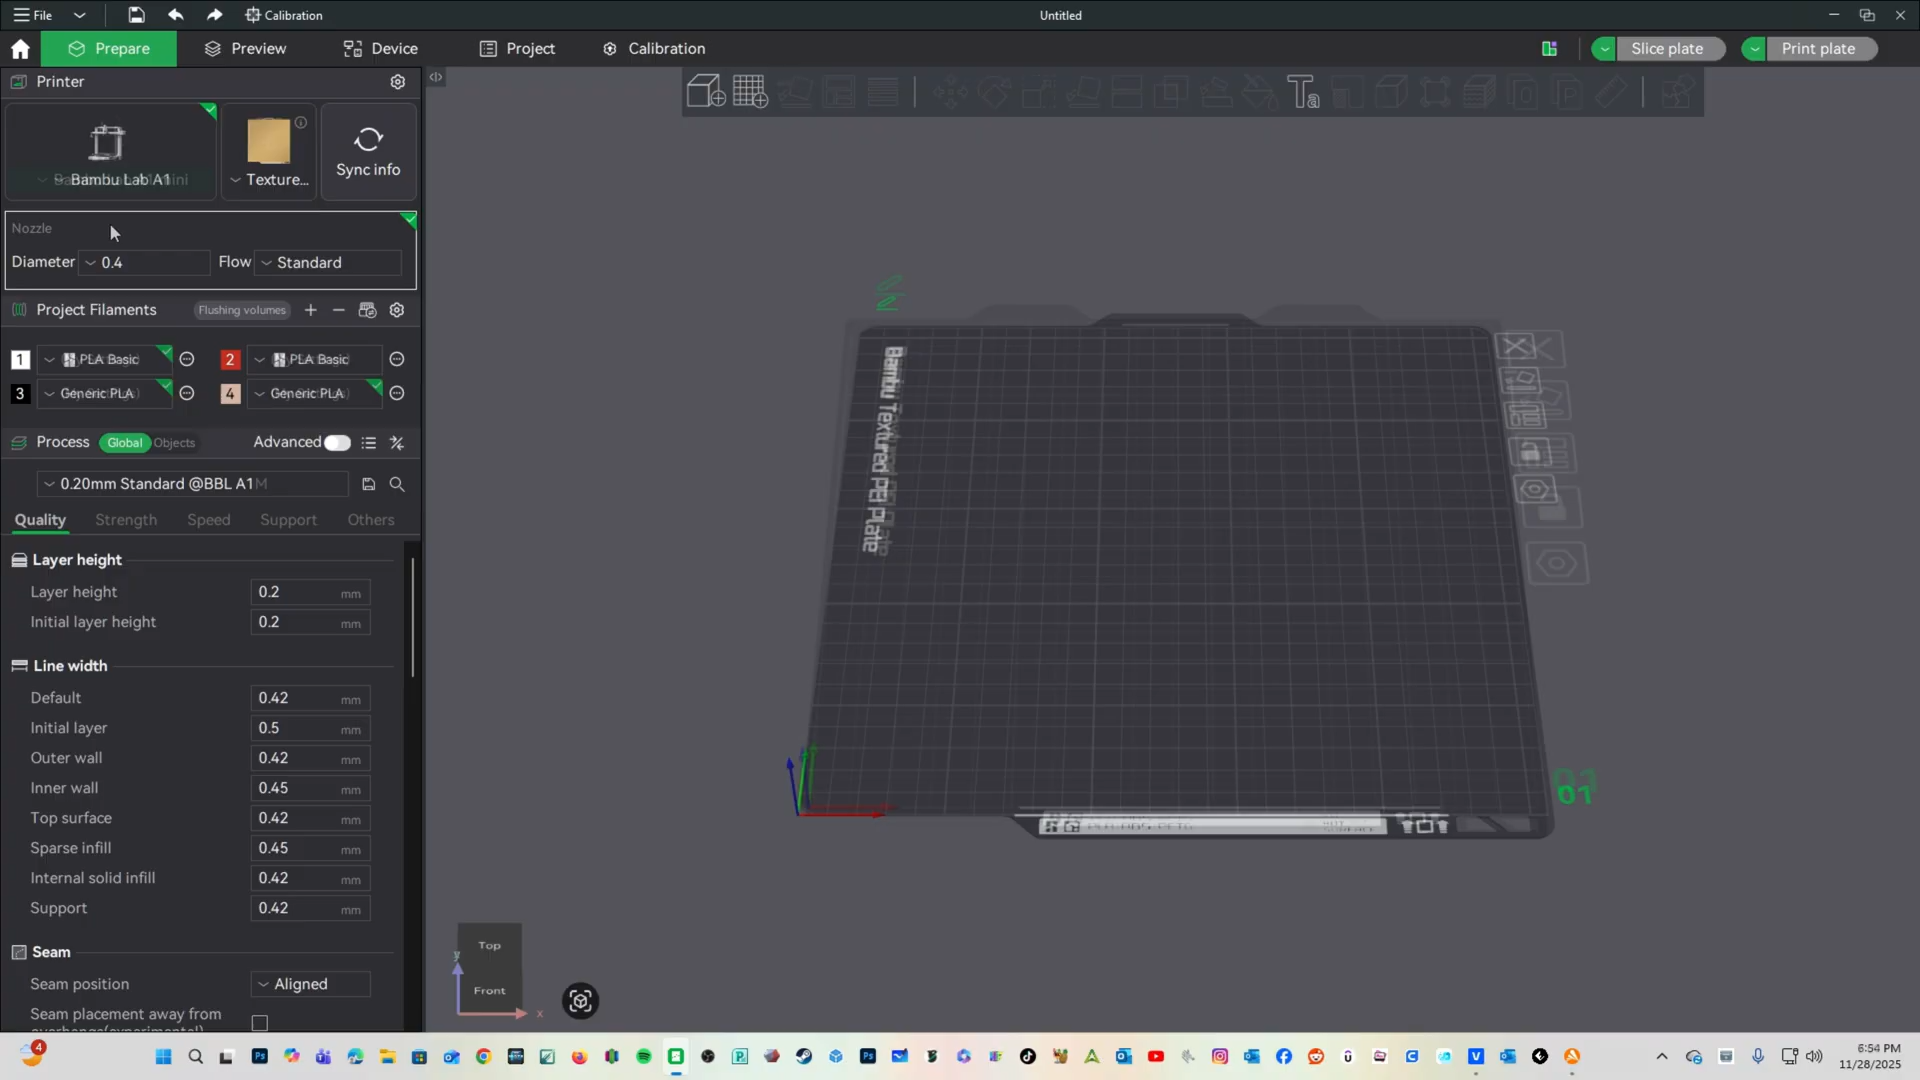 File
Calibration
Untitled
Prepare
Preview
Device
Project
Calibration
Slice plate
Print plate
Printer
Bambu Lab A1
Texture...
Sync info
Nozzle
Diameter 0.4 Flow Standard
Project Filaments Flushing volumes
1 PLA Basic 2 PLA Basic
3 Generic PLA 4 Generic PLA
Process Global Objects Advanced
0.20mm Standard @BBL A1M
Quality Strength Speed Support Others
Layer height
Layer height 0.2 mm
Initial layer height 0.2 mm
Line width
Default 0.42 mm
Initial layer 0.5 mm
Outer wall 0.42 mm
Inner wall 0.45 mm
Top surface 0.42 mm
Sparse infill 0.45 mm
Internal solid infill 0.42 mm
Support 0.42 mm
Seam
Seam position Aligned
Seam placement away from
overhangs(experimental)
Bambu Textured PEI Plate
01
Top
Front
y
x
4
6:54 PM
11/28/2025